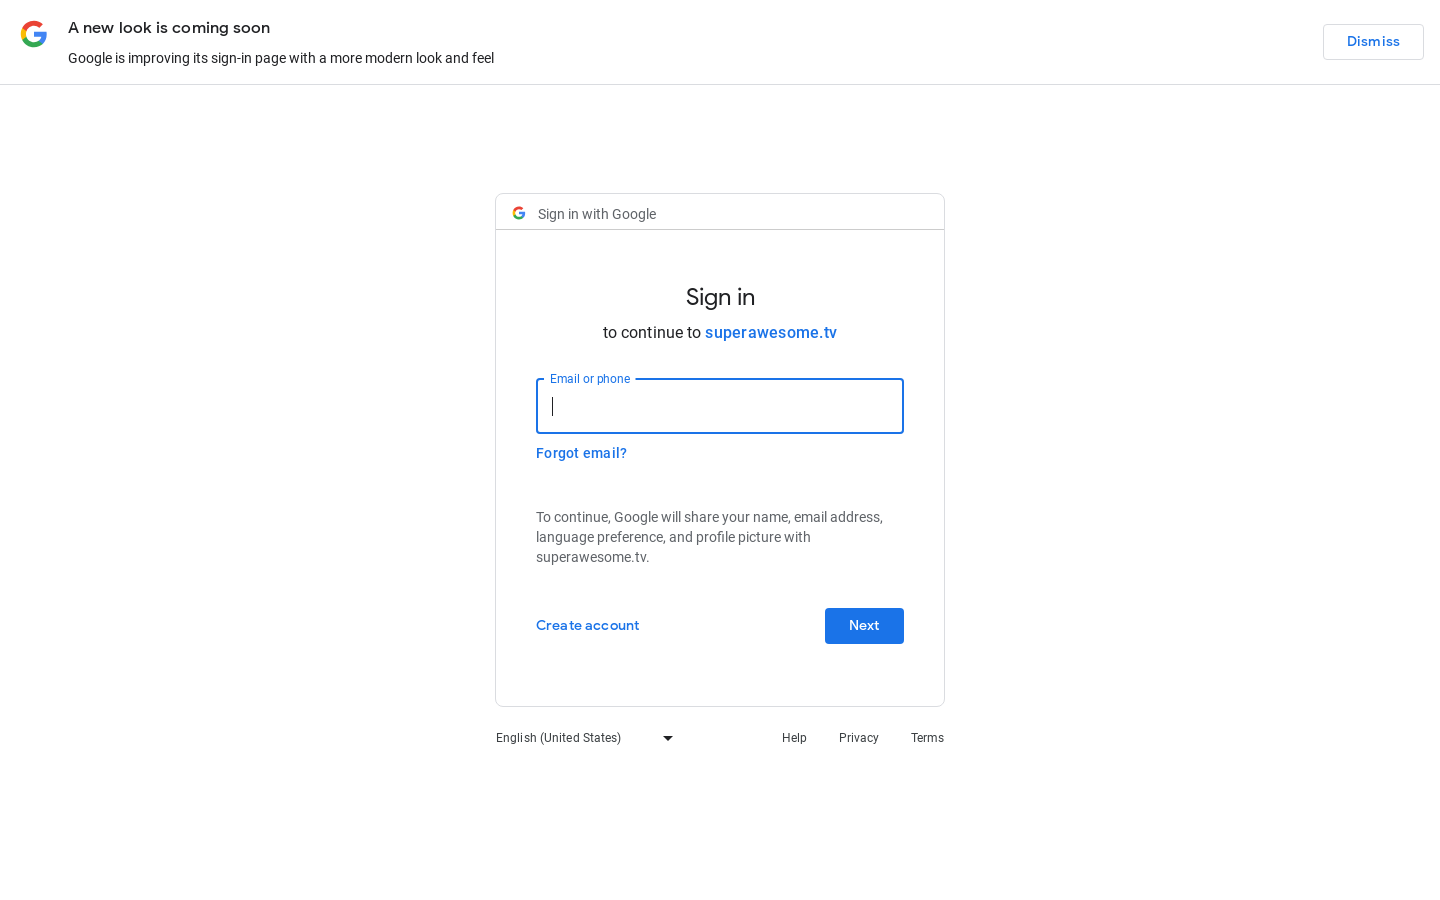 A new look is coming soon
Google is improving its sign-in page with a more modern look and feel
Dismiss
Sign in with Google
Sign in
to continue to superawesome.tv
Email or phone
Forgot email?
To continue, Google will share your name, email address,
language preference, and profile picture with
superawesome.tv.
Create account
Next
English (United States)
Help
Privacy
Terms